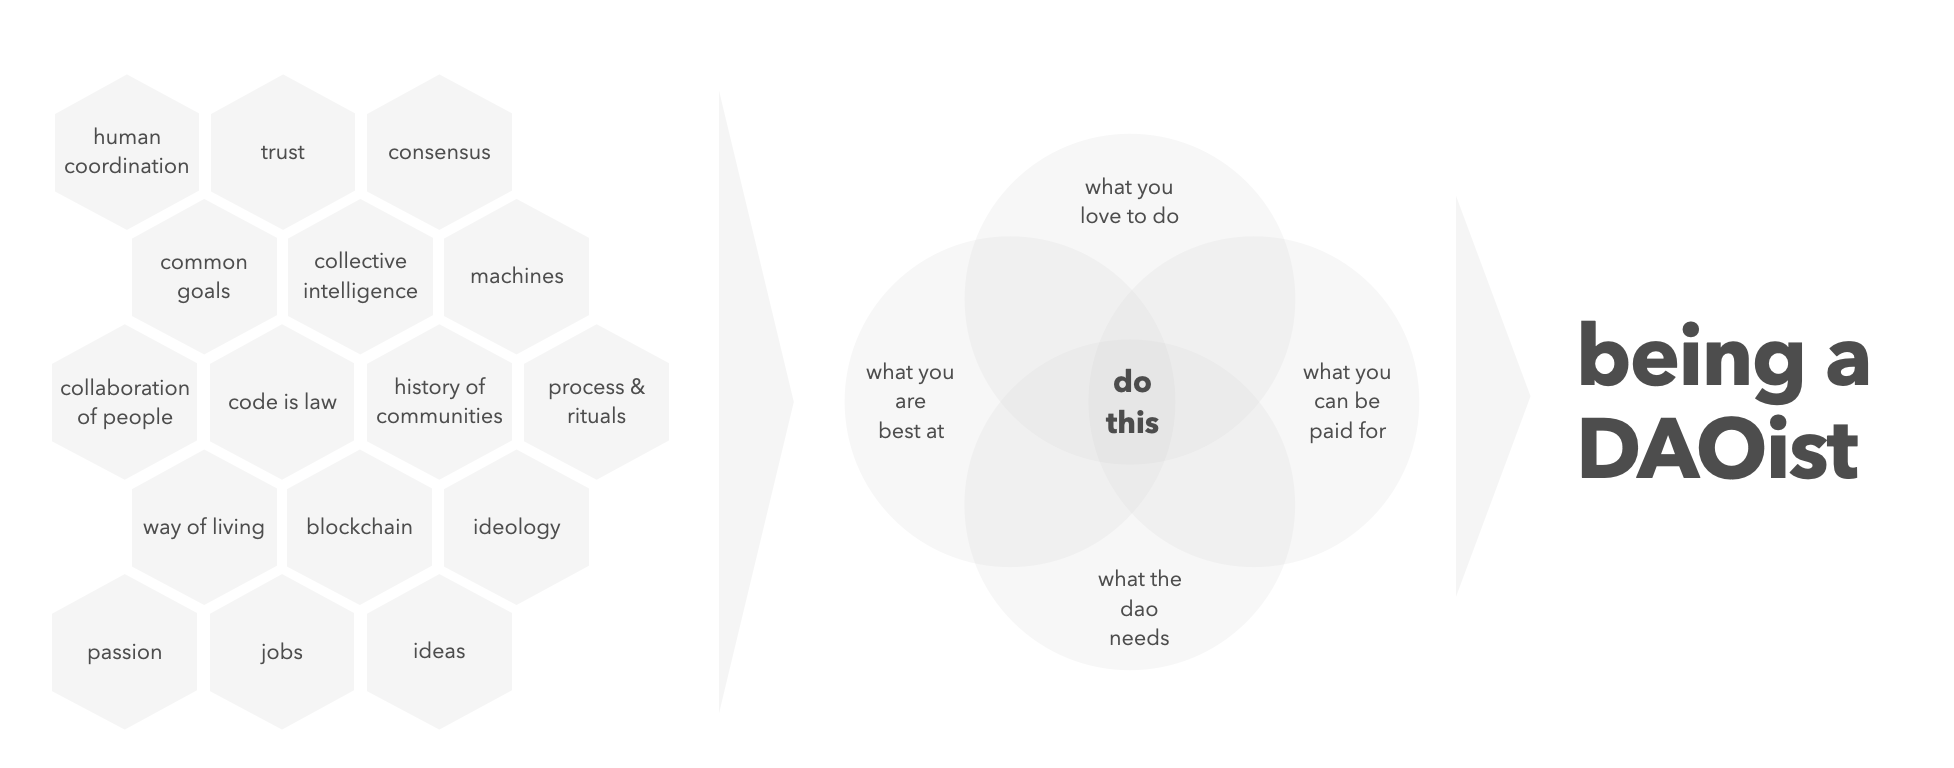 human
coordination
trust
consensus
common
goals
collective
intelligence
machines
collaboration
of people
code is law
history of
communities
process &
rituals
way of living
blockchain
ideology
passion
jobs
ideas
what you
love to do
what you
are
best at
do
this
what you
can be
paid for
what the
dao
needs
being a
DAOist